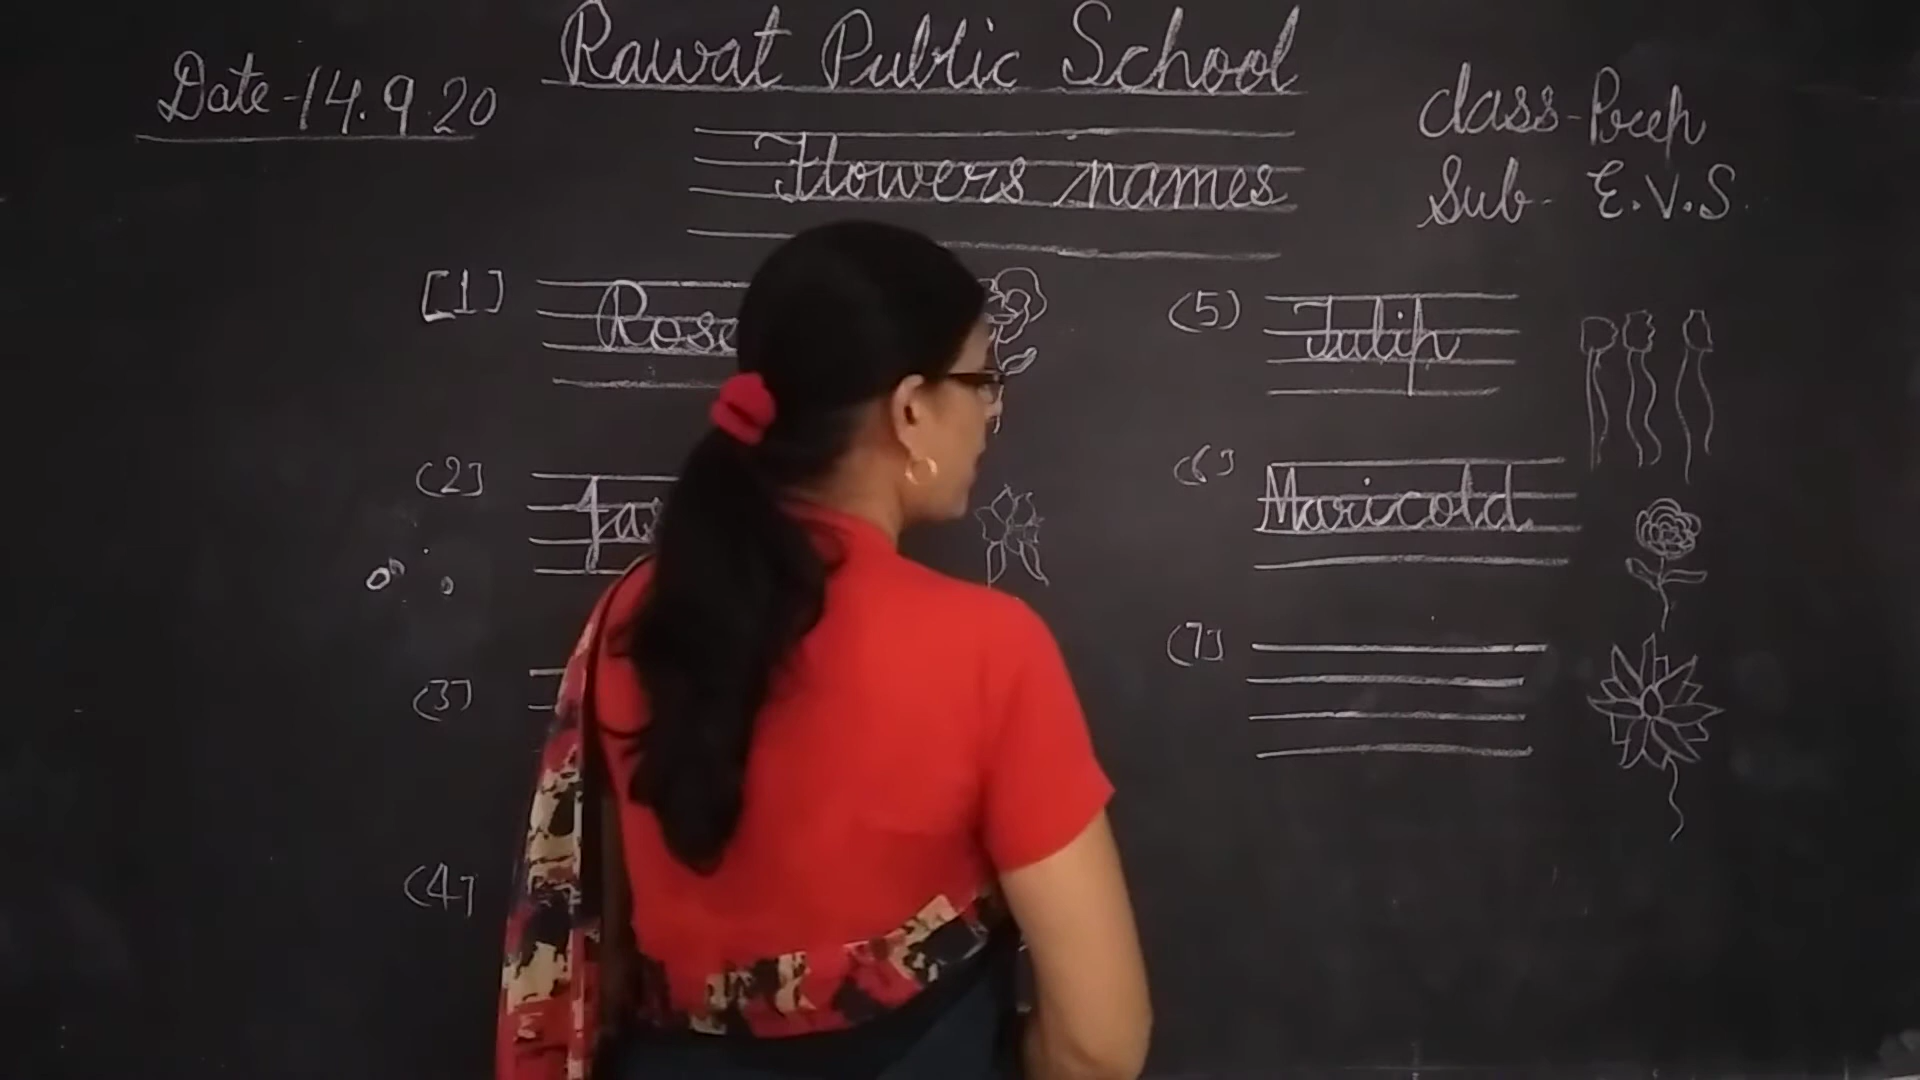 Rawat Public School
Date-14.9.20
Class-Prep
Sub- E.V.S.
Flowers names
[1] Rose
(2)
(3)
(4)
(5) Tulip
(6) Maricold
(7)